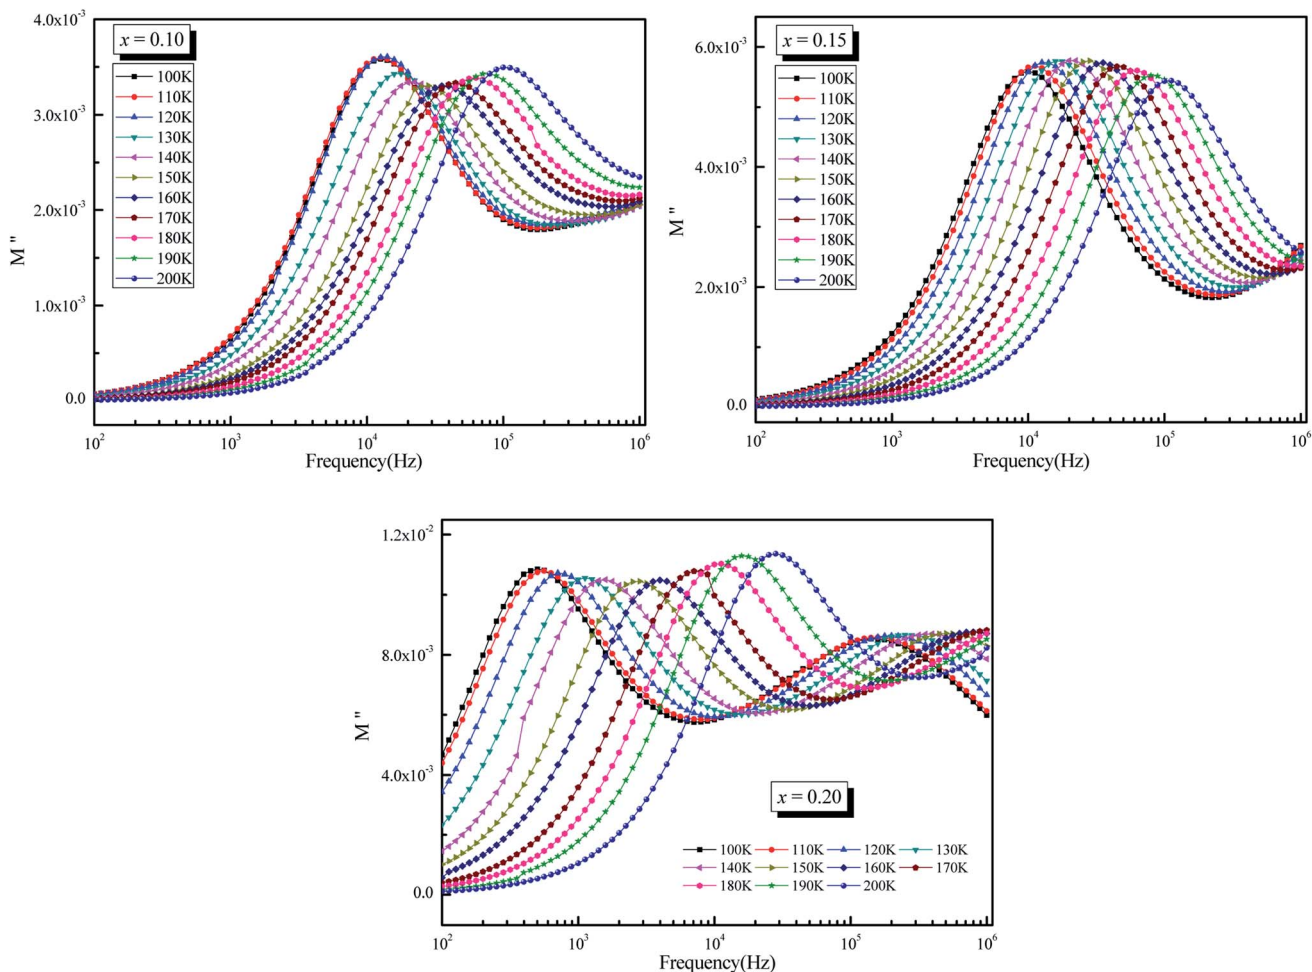 x = 0.10
100K
110K
120K
130K
140K
150K
160K
170K
180K
190K
200K
4.0x10⁻³
3.0x10⁻³
2.0x10⁻³
1.0x10⁻³
0.0
M "
10² 10³ 10⁴ 10⁵ 10⁶
Frequency(Hz)
x = 0.15
100K
110K
120K
130K
140K
150K
160K
170K
180K
190K
200K
6.0x10⁻³
4.0x10⁻³
2.0x10⁻³
0.0
M "
10² 10³ 10⁴ 10⁵ 10⁶
Frequency(Hz)
1.2x10⁻²
8.0x10⁻³
4.0x10⁻³
0.0
M "
x = 0.20
100K 110K 120K 130K
140K 150K 160K 170K
180K 190K 200K
10² 10³ 10⁴ 10⁵ 10⁶
Frequency(Hz)